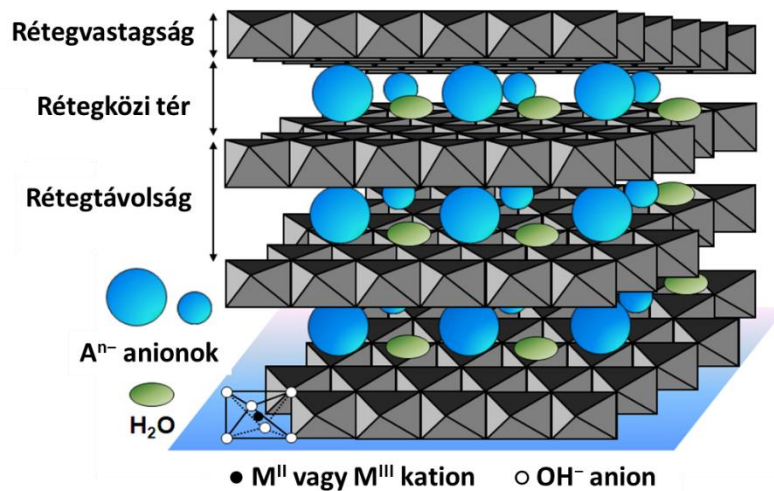 Rétegvastagság
Rétegközi tér
Rétegtávolság
Aⁿ⁻ anionok
H₂O
● Mᴵᴵ vagy Mᴵᴵᴵ kation ○ OH⁻ anion